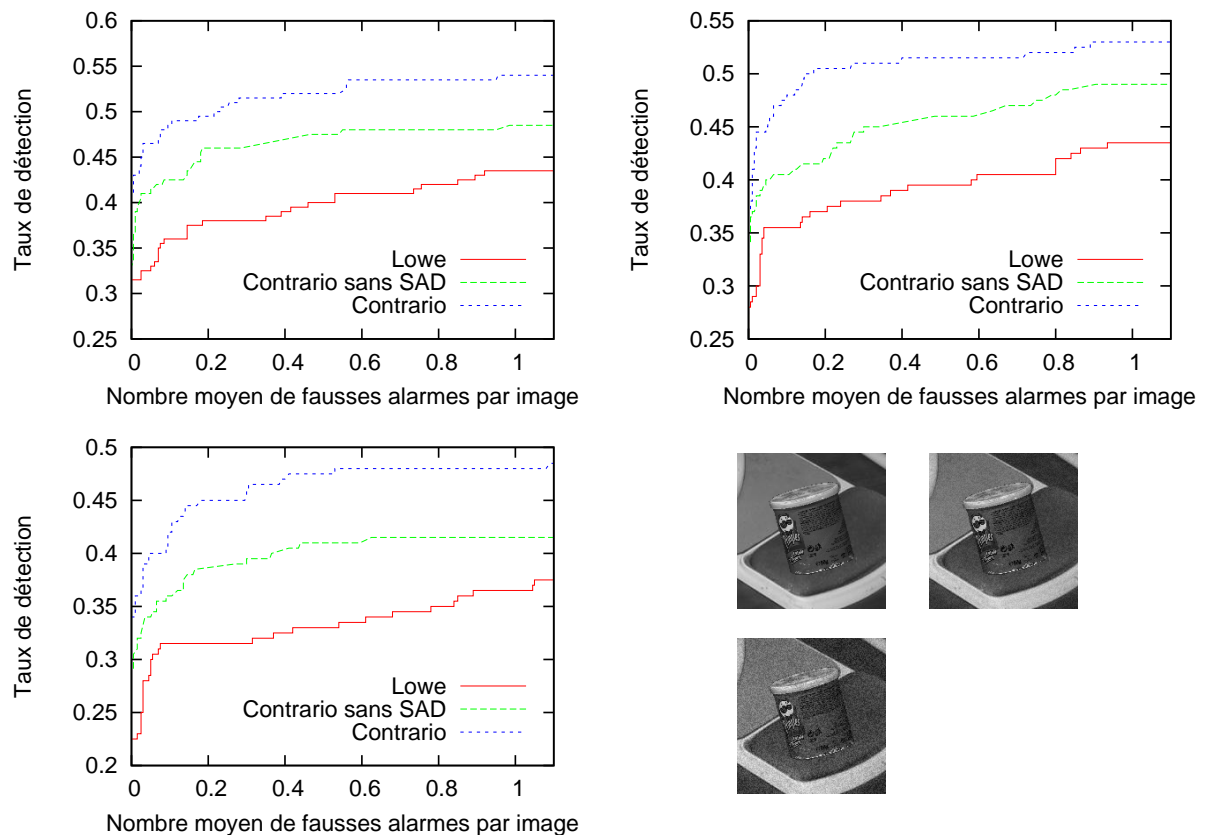 0.6
0.55
0.5
0.45
0.4
0.35
0.3
0.25
Taux de détection
Lowe
Contrario sans SAD
Contrario
0 0.2 0.4 0.6 0.8 1
Nombre moyen de fausses alarmes par image
0.55
0.5
0.45
0.4
0.35
0.3
0.25
Taux de détection
Lowe
Contrario sans SAD
Contrario
0 0.2 0.4 0.6 0.8 1
Nombre moyen de fausses alarmes par image
0.5
0.45
0.4
0.35
0.3
0.25
0.2
Taux de détection
Lowe
Contrario sans SAD
Contrario
0 0.2 0.4 0.6 0.8 1
Nombre moyen de fausses alarmes par image